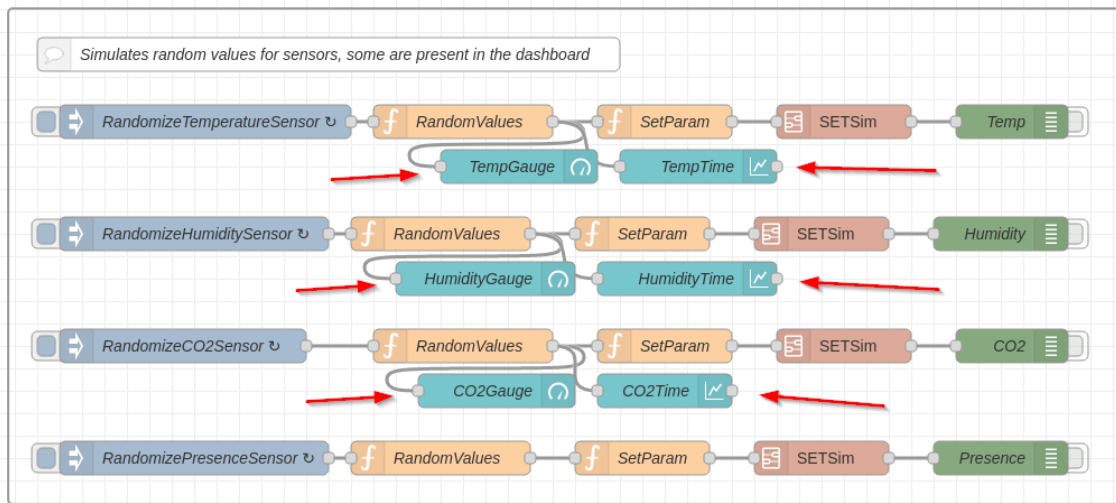 Simulates random values for sensors, some are present in the dashboard
RandomizeTemperatureSensor ↻ RandomValues SetParam SETSim Temp
TempGauge TempTime
RandomizeHumiditySensor ↻ RandomValues SetParam SETSim Humidity
HumidityGauge HumidityTime
RandomizeCO2Sensor ↻ RandomValues SetParam SETSim CO2
CO2Gauge CO2Time
RandomizePresenceSensor ↻ RandomValues SetParam SETSim Presence